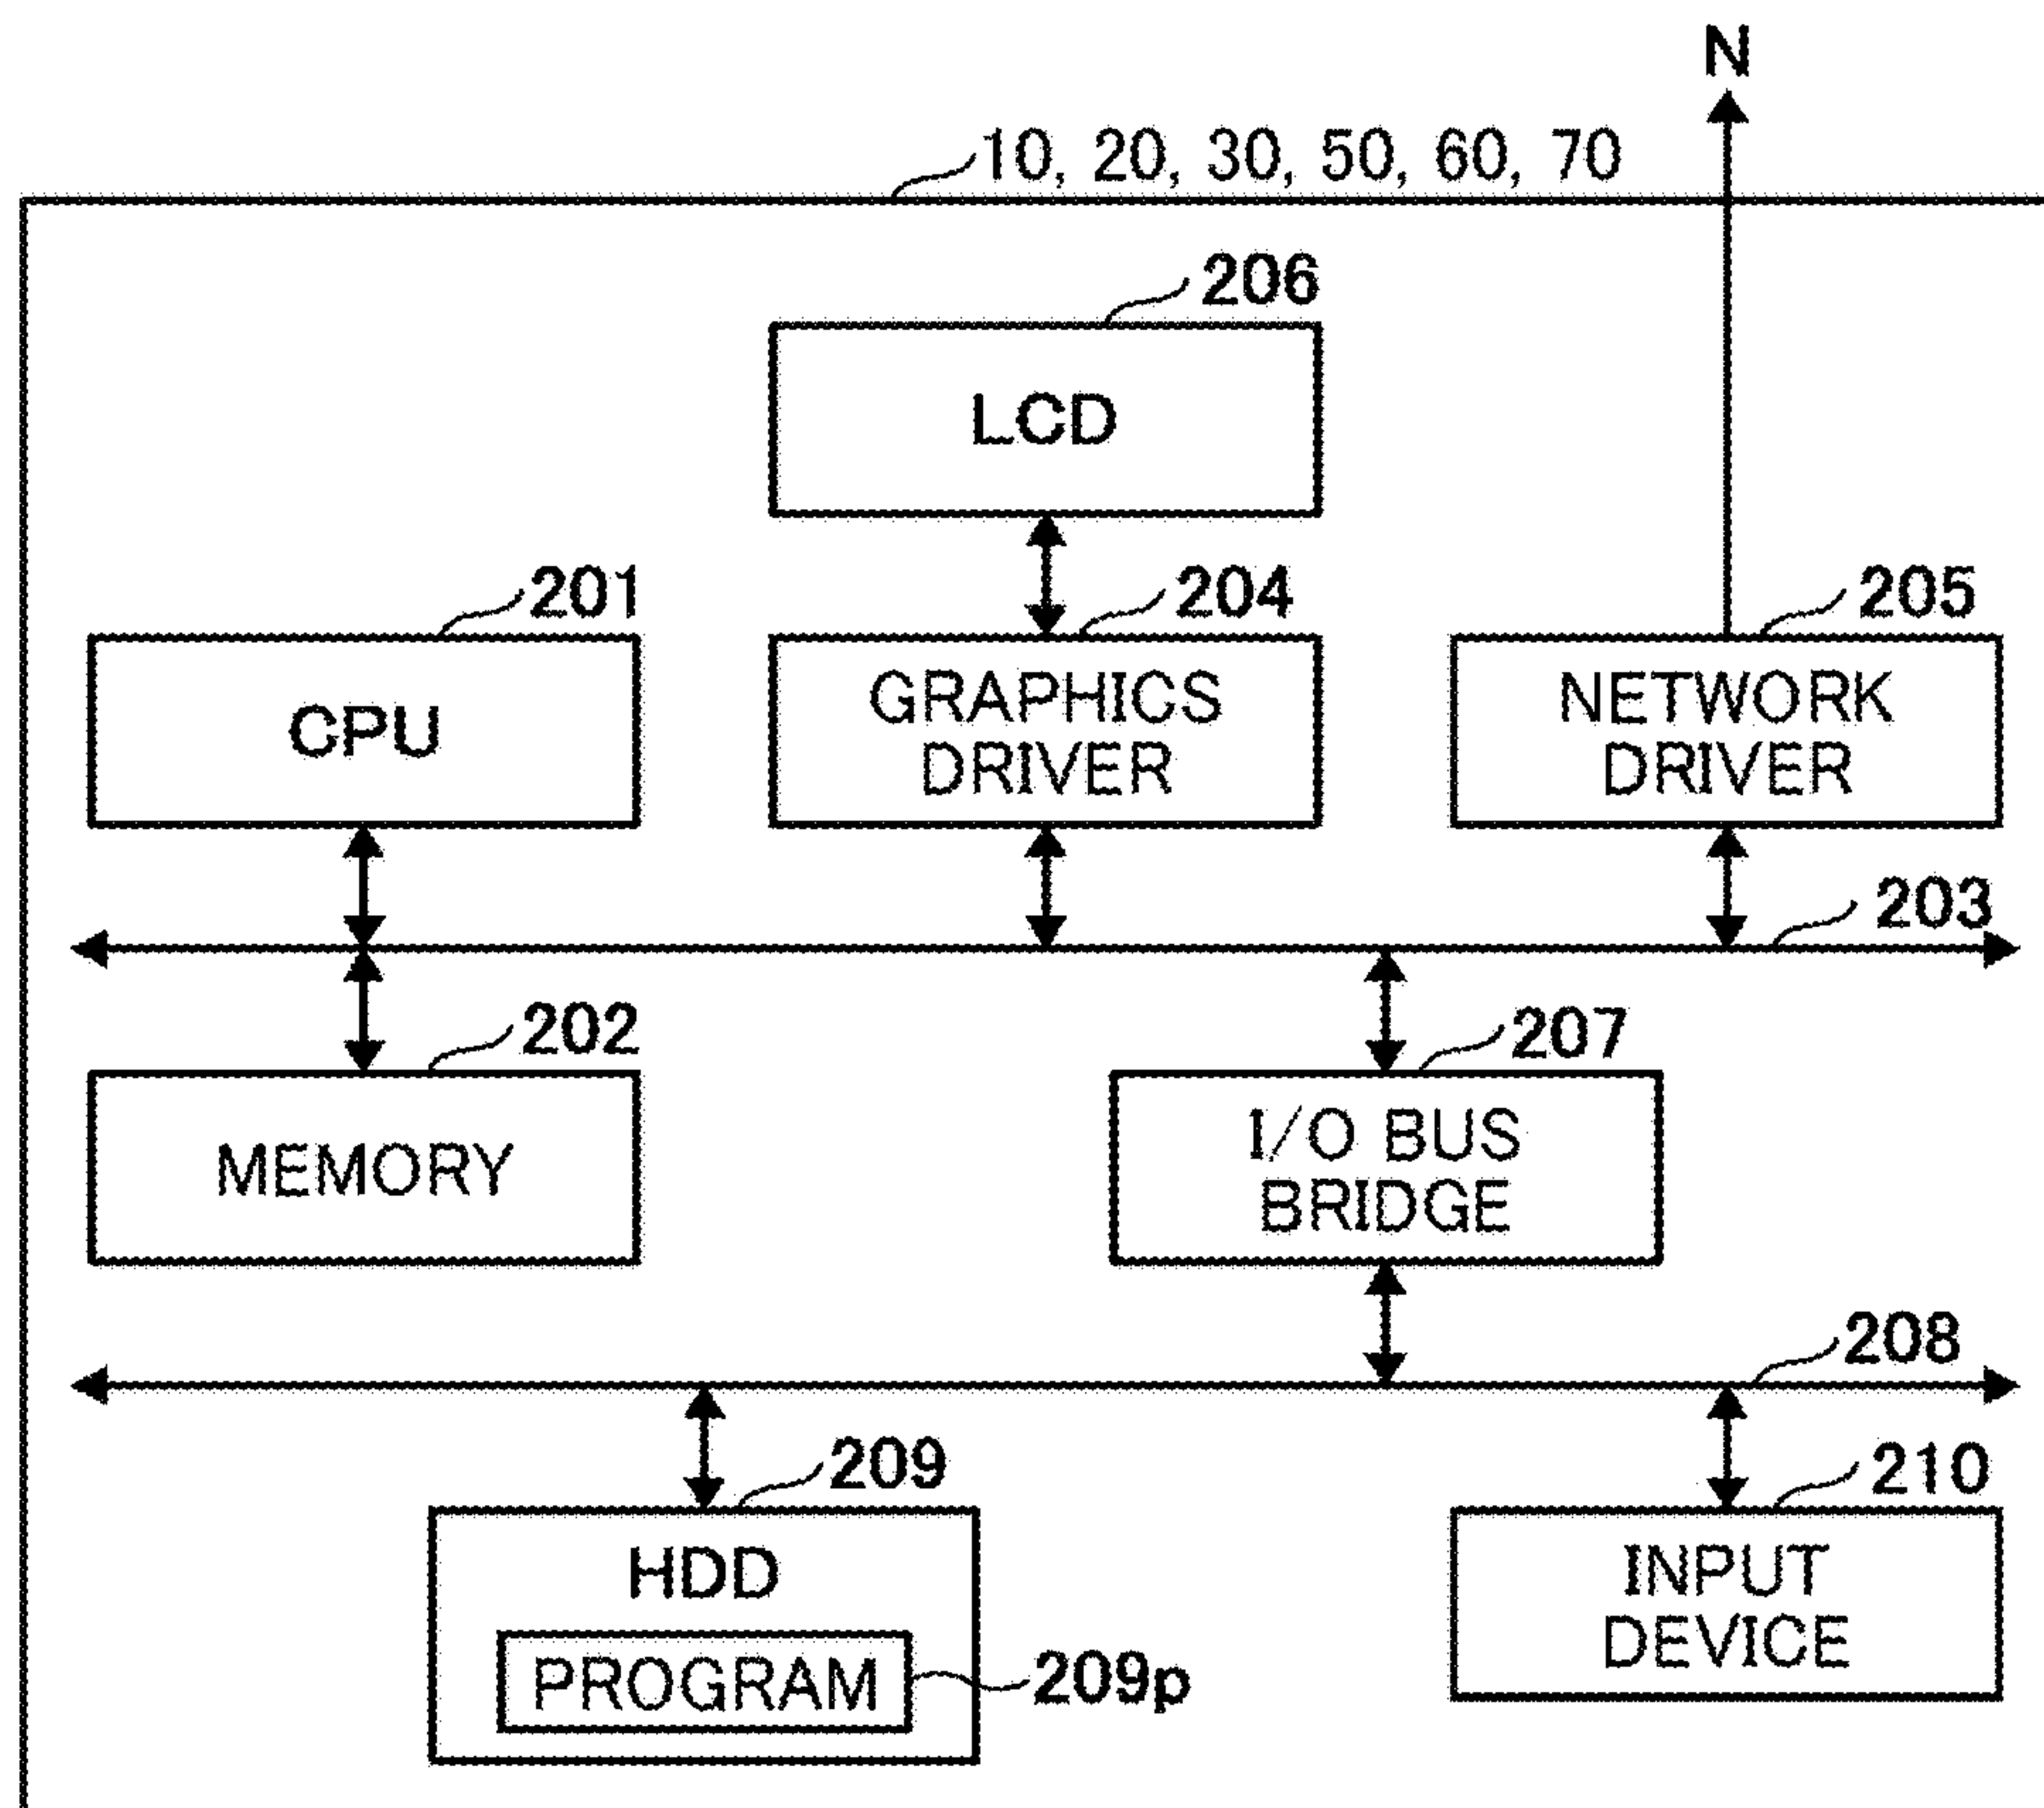 N
10, 20, 30, 50, 60, 70
206
LCD
201
204
205
CPU
GRAPHICS
DRIVER
NETWORK
DRIVER
203
202
207
MEMORY
I/O BUS
BRIDGE
208
209
210
HDD
PROGRAM
209p
INPUT
DEVICE